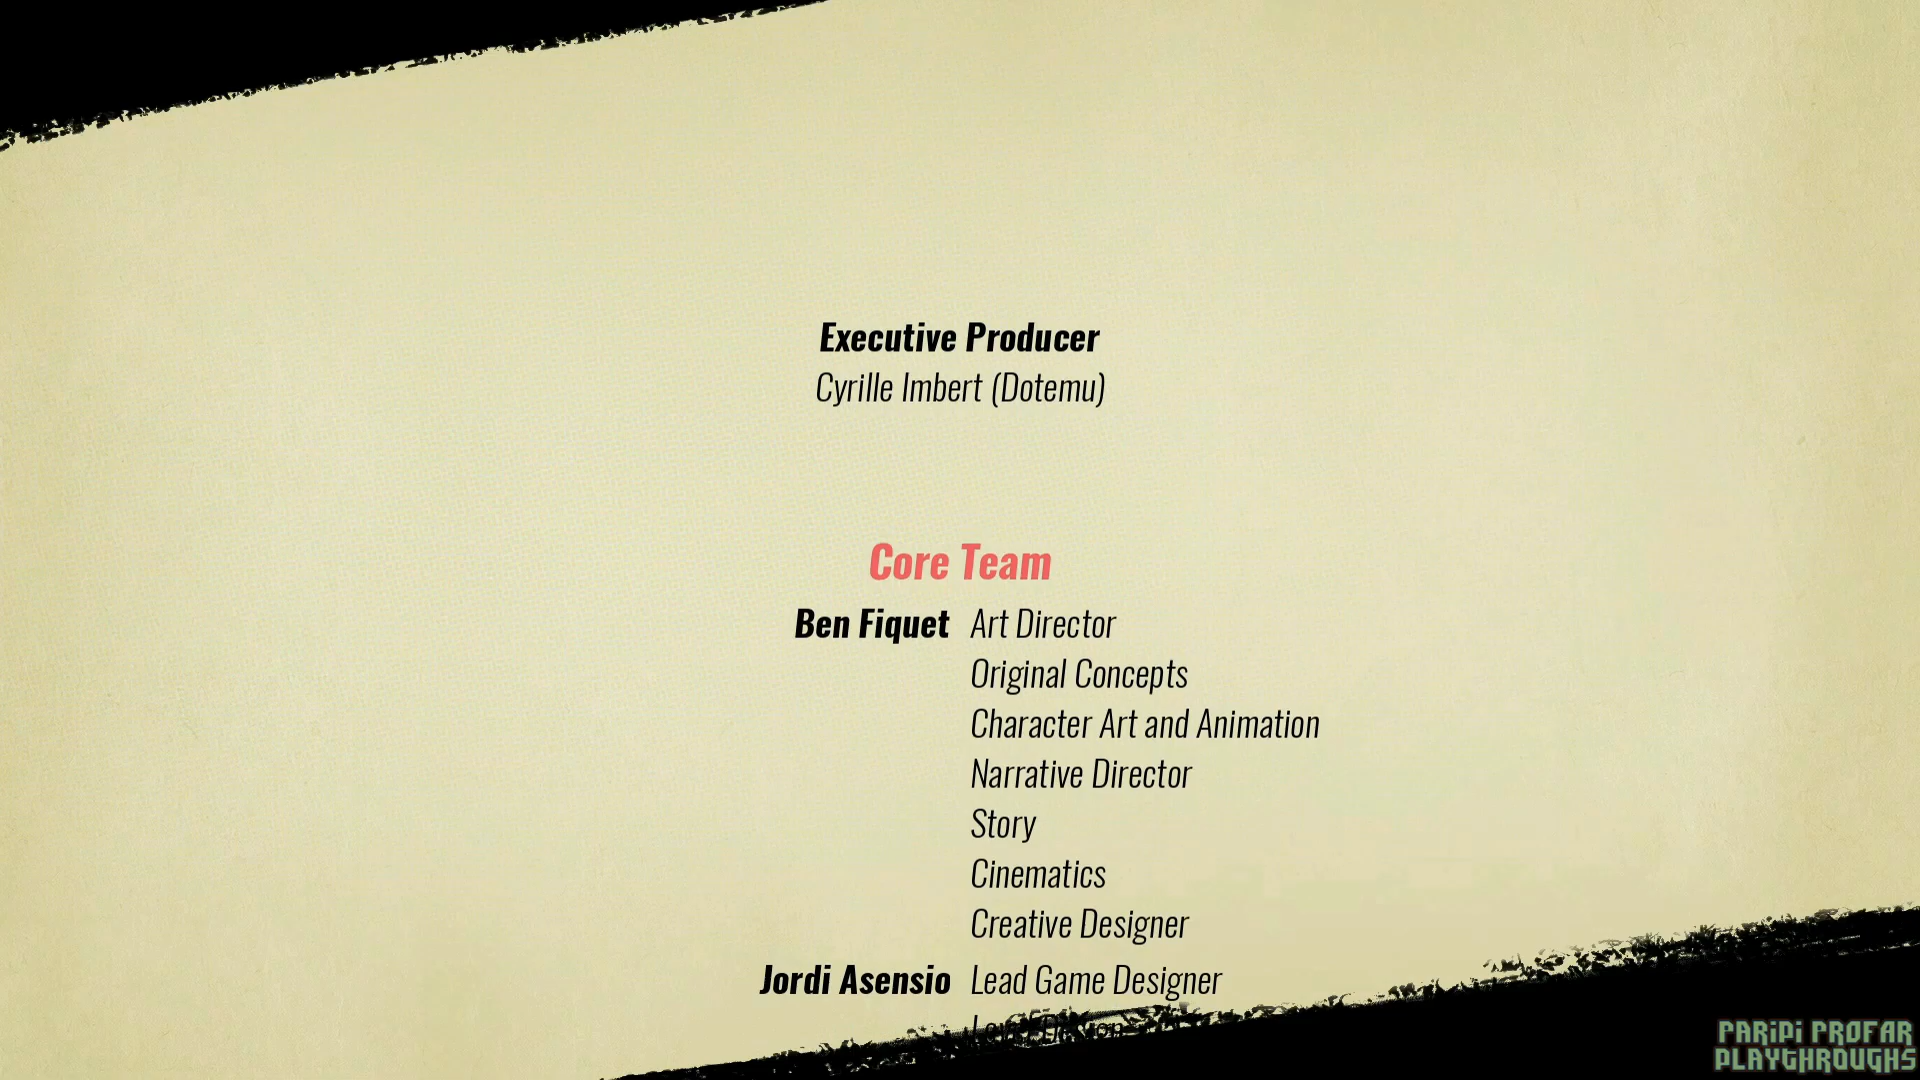 Executive Producer
Cyrille Imbert (Dotemu)
Core Team
Ben Fiquet Art Director
Original Concepts
Character Art and Animation
Narrative Director
Story
Cinematics
Creative Designer
Jordi Asensio Lead Game Designer
PARIPI PROFAR
PLAYTHROUGHS